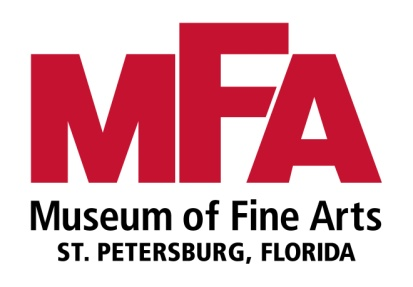 MFA
Museum of Fine Arts
ST. PETERSBURG, FLORIDA